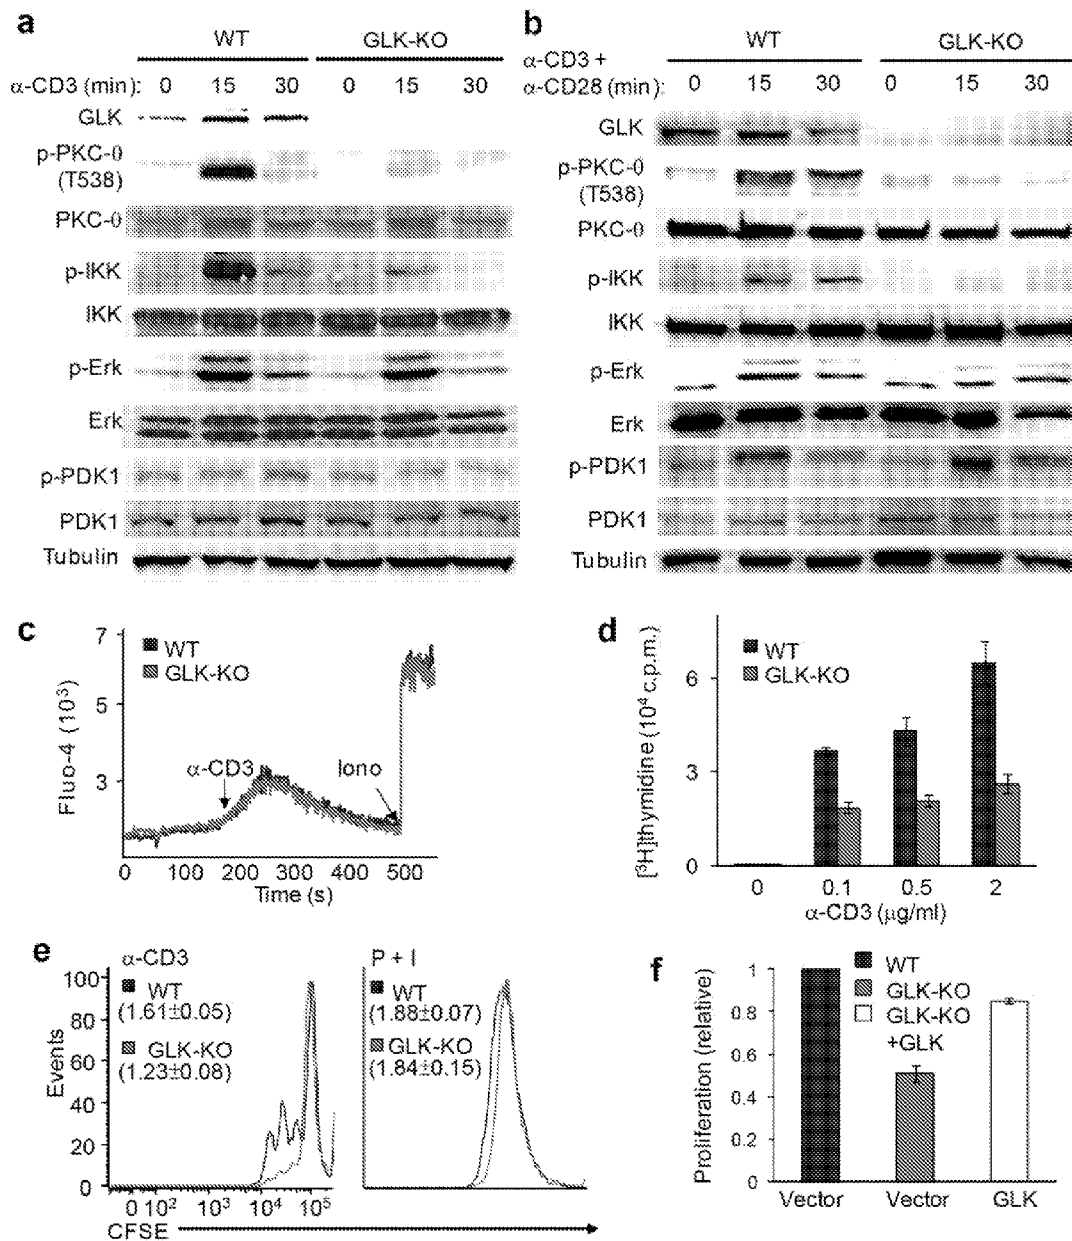 a
WT GLK-KO
α-CD3 (min): 0 15 30 0 15 30
GLK
p-PKC-θ
(T538)
PKC-θ
p-IKK
IKK
p-Erk
Erk
p-PDK1
PDK1
Tubulin
b
WT GLK-KO
α-CD3 +
α-CD28 (min): 0 15 30 0 15 30
GLK
p-PKC-θ
(T538)
PKC-θ
p-IKK
IKK
p-Erk
Erk
p-PDK1
PDK1
Tubulin
c
7
5
3
Fluo-4 (10³)
WT
GLK-KO
α-CD3
Iono
0 100 200 300 400 500
Time (s)
d
[³H]thymidine (10⁴ c.p.m.)
6
3
0
WT
GLK-KO
0 0.1 0.5 2
α-CD3 (μg/ml)
e
α-CD3
WT
(1.61±0.05)
GLK-KO
(1.23±0.08)
P + I
WT
(1.88±0.07)
GLK-KO
(1.84±0.15)
Events
100
80
60
40
20
0
0 10² 10³ 10⁴ 10⁵
CFSE
f
Proliferation (relative)
1
0.8
0.6
0.4
0.2
0
WT
GLK-KO
GLK-KO
+GLK
Vector Vector GLK